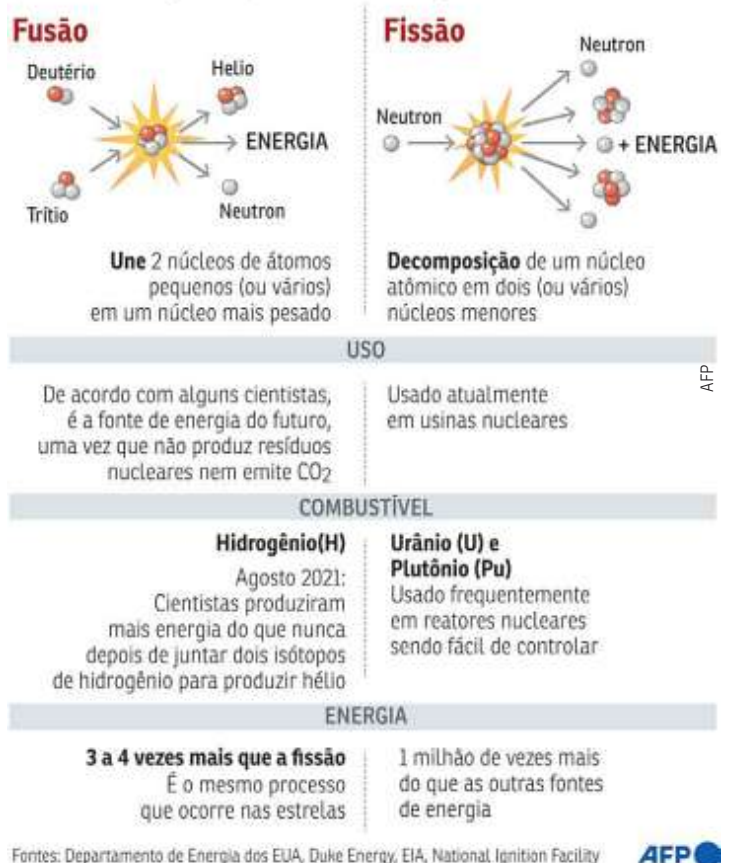 Fusão
Deutério
Helio
ENERGIA
Trítio
Neutron
Une 2 núcleos de átomos
pequenos (ou vários)
em um núcleo mais pesado
Fissão
Neutron
Neutron
+ ENERGIA
Decomposição de um núcleo
atômico em dois (ou vários)
núcleos menores
USO
De acordo com alguns cientistas,
é a fonte de energia do futuro,
uma vez que não produz resíduos
nucleares nem emite CO2
Usado atualmente
em usinas nucleares
AFP
COMBUSTÍVEL
Hidrogênio(H)
Agosto 2021:
Cientistas produziram
mais energia do que nunca
depois de juntar dois isótopos
de hidrogênio para produzir hélio
Urânio (U) e
Plutônio (Pu)
Usado frequentemente
em reatores nucleares
sendo fácil de controlar
ENERGIA
3 a 4 vezes mais que a fissão
É o mesmo processo
que ocorre nas estrelas
1 milhão de vezes mais
do que as outras fontes
de energia
Fontes: Departamento de Energia dos EUA, Duke Energy, EIA, National Ignition Facility
AFP